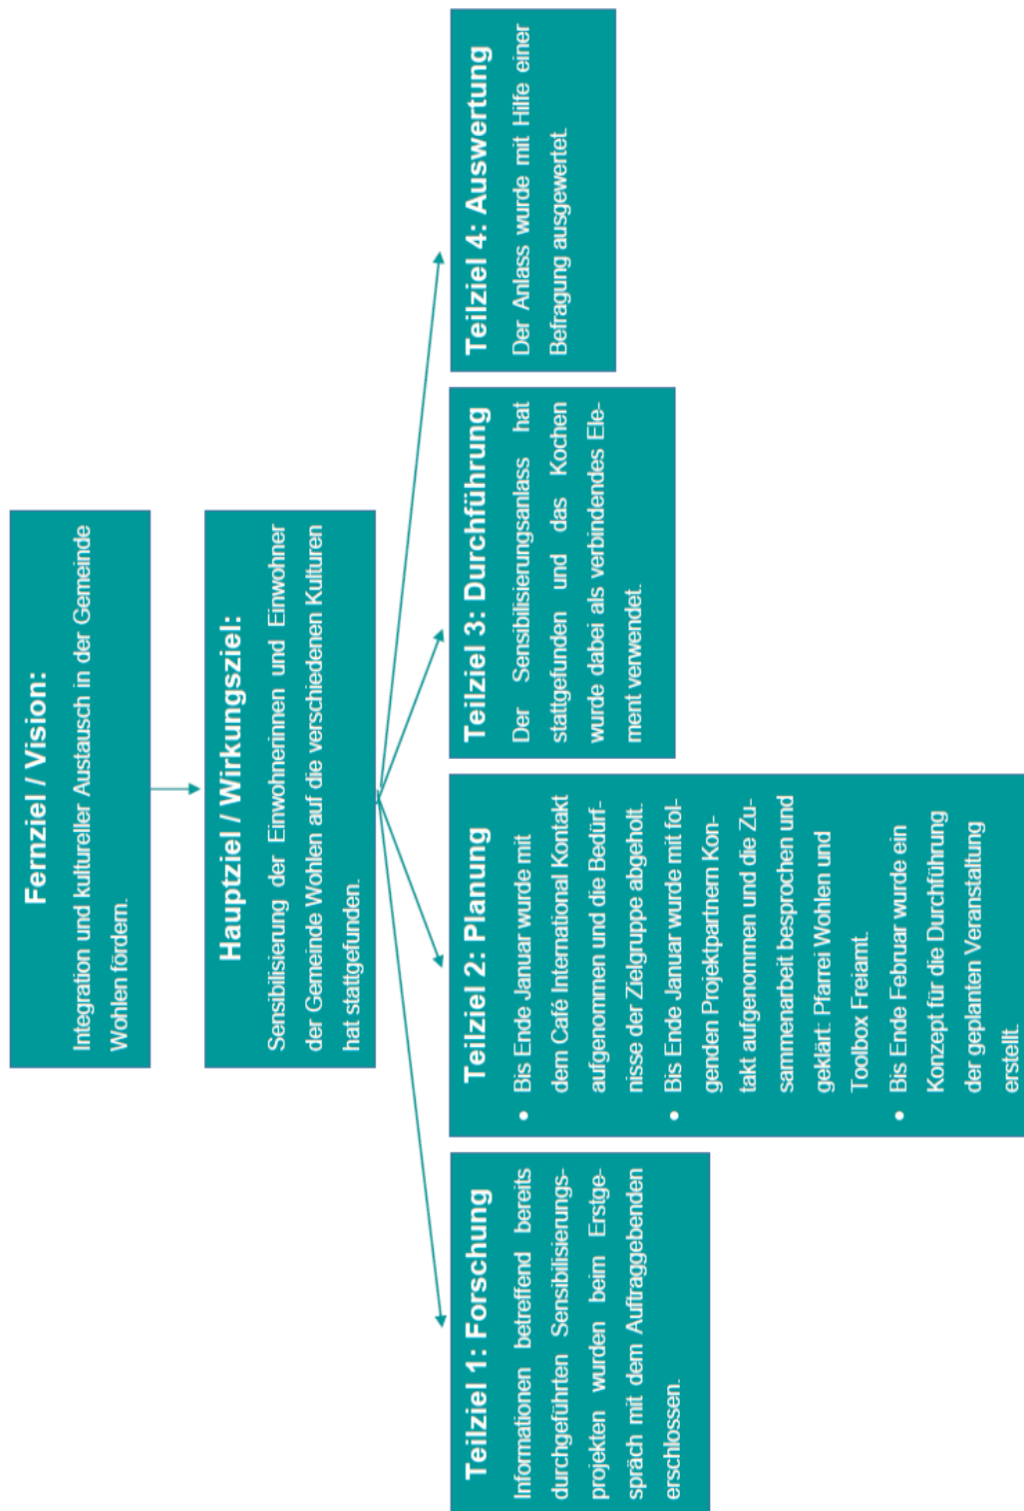 Fernziel / Vision:
Integration und kultureller Austausch in der Gemeinde
Wohlen fördern.
Hauptziel / Wirkungsziel:
Sensibilisierung der Einwohnerinnen und Einwohner
der Gemeinde Wohlen auf die verschiedenen Kulturen
hat stattgefunden.
Teilziel 1: Forschung
Informationen betreffend bereits
durchgeführten Sensibilisierungs-
projekten wurden beim Erstge-
spräch mit dem Auftraggebenden
erschlossen.
Teilziel 2: Planung
• Bis Ende Januar wurde mit
dem Café International Kontakt
aufgenommen und die Bedürf-
nisse der Zielgruppe abgeholt.
• Bis Ende Januar wurde mit fol-
genden Projektpartnern Kon-
takt aufgenommen und die Zu-
sammenarbeit besprochen und
geklärt: Pfarrei Wohlen und
Toolbox Freiamt.
• Bis Ende Februar wurde ein
Konzept für die Durchführung
der geplanten Veranstaltung
erstellt.
Teilziel 3: Durchführung
Der Sensibilisierungsanlass hat
stattgefunden und das Kochen
wurde dabei als verbindendes Ele-
ment verwendet.
Teilziel 4: Auswertung
Der Anlass wurde mit Hilfe einer
Befragung ausgewertet.